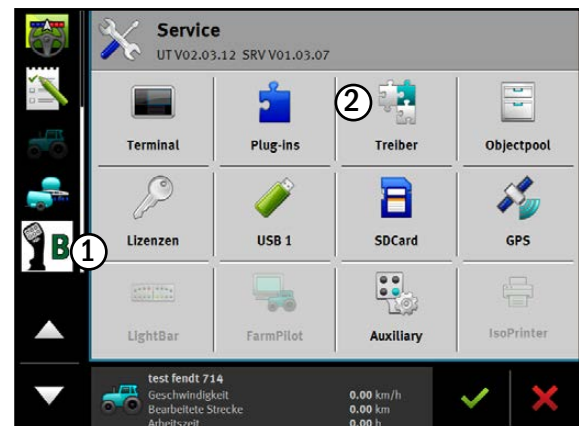 Service
UT V02.03.12 SRV V01.03.07
2
Terminal Plug-ins Treiber Objectpool
B 1
Lizenzen USB 1 SDCard GPS
LightBar FarmPilot Auxiliary IsoPrinter
test fendt 714
Geschwindigkeit 0.00 km/h
Bearbeitete Strecke 0.00 km
Arbeitszeit 0.00 h